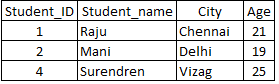 Student_ID Student_name City Age
1 Raju Chennai 21
2 Mani Delhi 19
4 Surendren Vizag 25